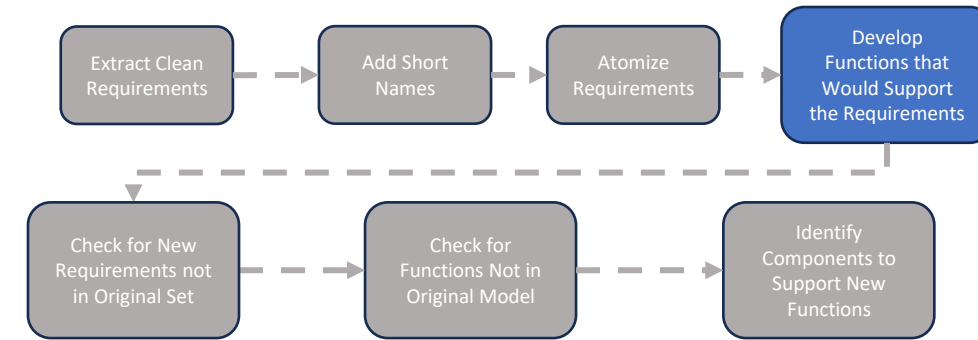 Extract Clean
Requirements
Add Short
Names
Atomize
Requirements
Develop
Functions that
Would Support
the Requirements
Check for New
Requirements not
in Original Set
Check for
Functions Not in
Original Model
Identify
Components to
Support New
Functions